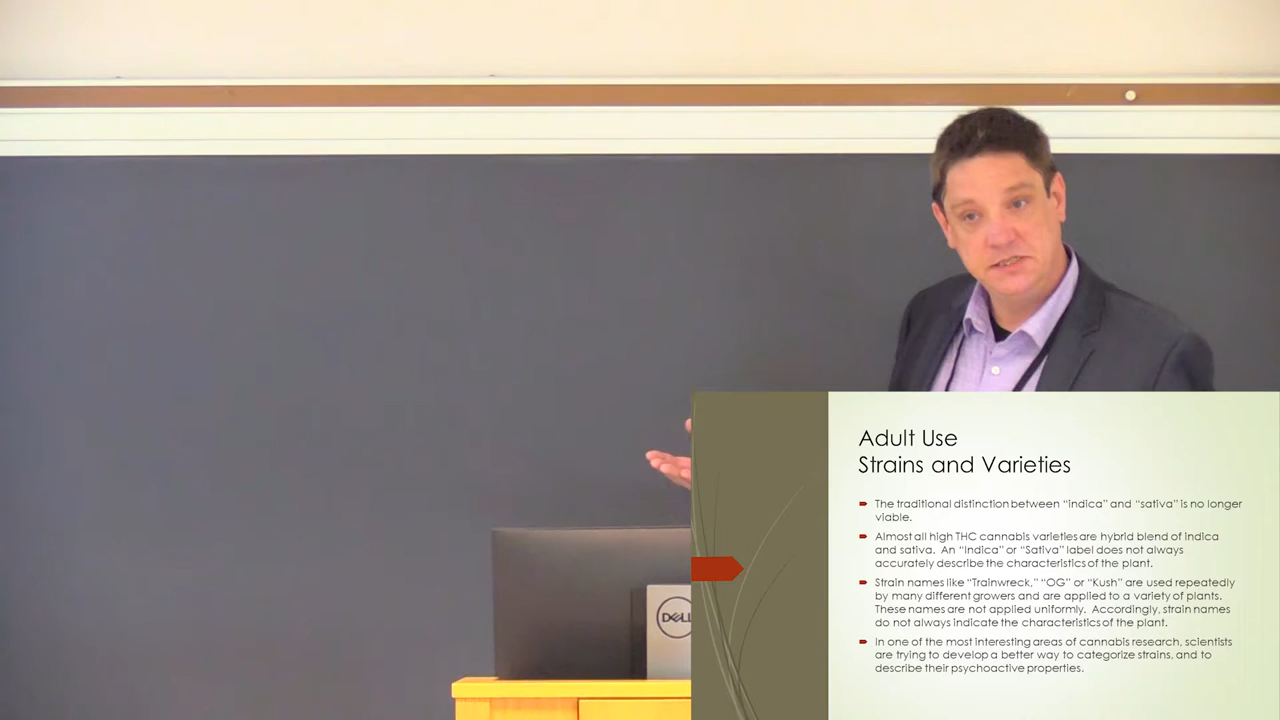 Adult Use
Strains and Varieties
The traditional distinction between “indica” and “sativa” is no longer
viable.
Almost all high THC cannabis varieties are hybrid blend of indica
and sativa. An “Indica” or “Sativa” label does not always
accurately describe the characteristics of the plant.
Strain names like “Trainwreck,” “OG” or “Kush” are used repeatedly
by many different growers and are applied to a variety of plants.
These names are not applied uniformly. Accordingly, strain names
do not always indicate the characteristics of the plant.
In one of the most interesting areas of cannabis research, scientists
are trying to develop a better way to categorize strains, and to
describe their psychoactive properties.
DELL